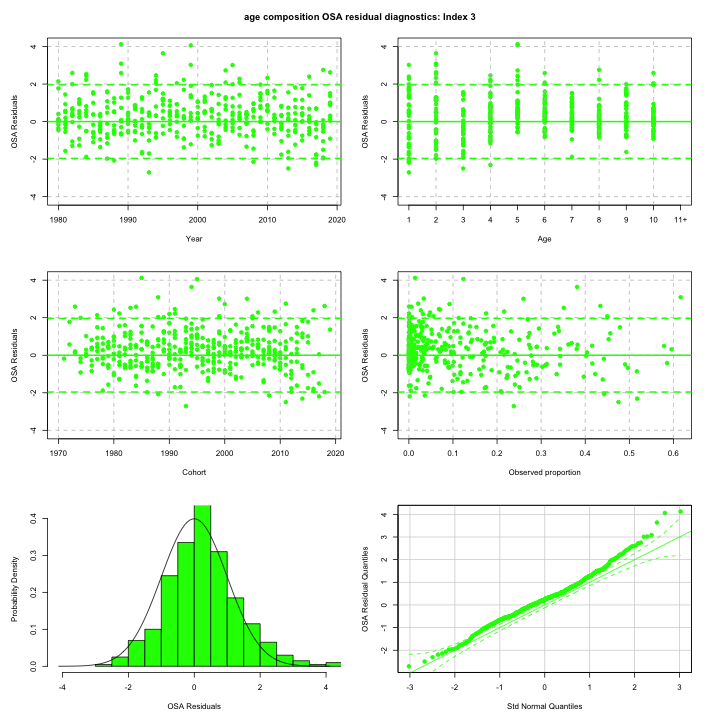 age composition OSA residual diagnostics: Index 3
OSA Residuals
4
2
0
-2
-4
1980 1990 2000 2010 2020
Year
OSA Residuals
4
2
0
-2
-4
1 2 3 4 5 6 7 8 9 10 11+
Age
OSA Residuals
4
2
0
-2
-4
1970 1980 1990 2000 2010 2020
Cohort
OSA Residuals
4
2
0
-2
-4
0.0 0.1 0.2 0.3 0.4 0.5 0.6
Observed proportion
Probability Density
0.4
0.3
0.2
0.1
0.0
-4 -2 0 2 4
OSA Residuals
OSA Residual Quantiles
4
3
2
1
0
-1
-2
-3 -2 -1 0 1 2 3
Std Normal Quantiles